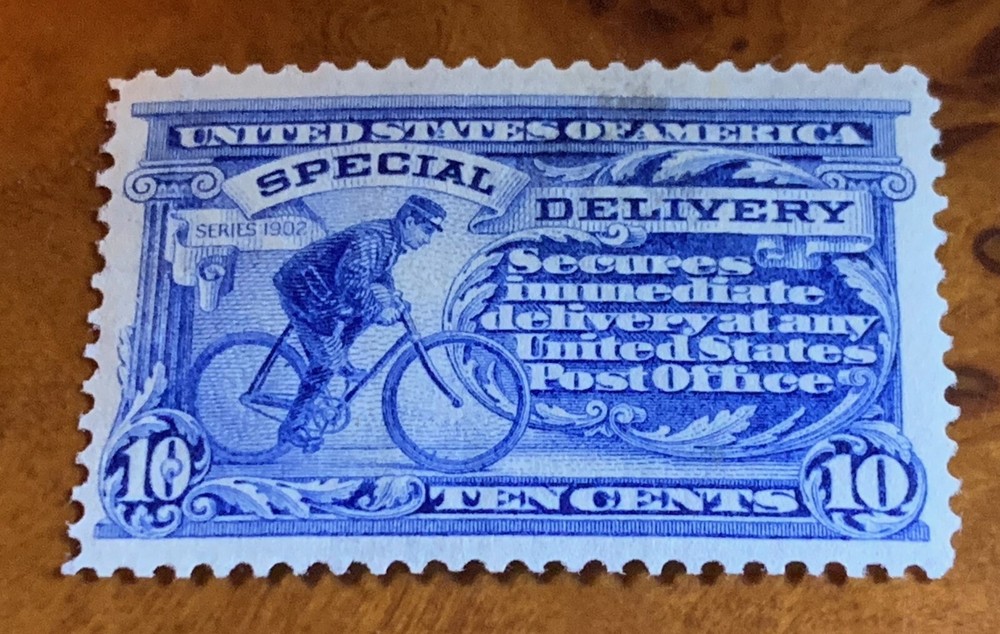 UNITED STATES OF AMERICA
SPECIAL
DELIVERY
SERIES 1902
Secures
immediate
delivery at any
United States
Post Office
10
TEN CENTS
10